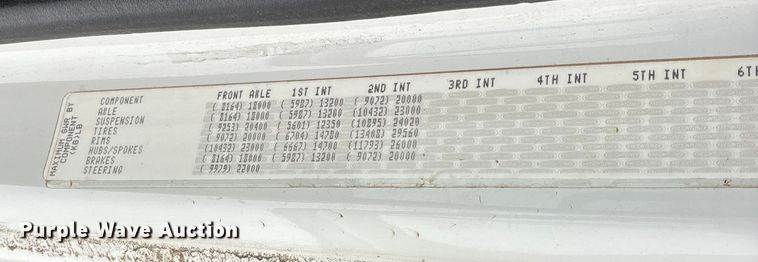 MAXIMUM GWR BY COMPONENT (KG)LB
COMPONENT FRONT AXLE 1ST INT 2ND INT 3RD INT 4TH INT 5TH INT 6TH
AXLE ( 8164) 18000 ( 5987) 13200 ( 9072) 20000
SUSPENSION ( 8164) 18000 ( 5987) 13200 (10432) 23000
TIRES ( 9253) 20400 ( 5601) 12350 (10895) 24020
RIMS ( 9072) 20000 ( 6704) 14780 (13408) 29560
HUBS/SPOKES (10432) 23000 ( 6667) 14700 (11793) 26000
BRAKES ( 8164) 18000 ( 5987) 13200 ( 9072) 20000
STEERING ( 9979) 22000
Purple Wave Auction